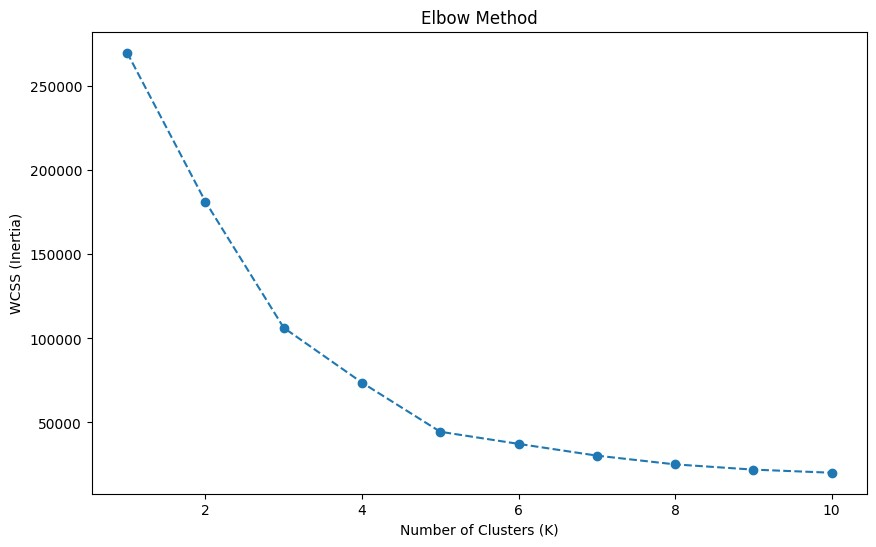 Elbow Method
250000
200000
150000
100000
50000
WCSS (Inertia)
2 4 6 8 10
Number of Clusters (K)